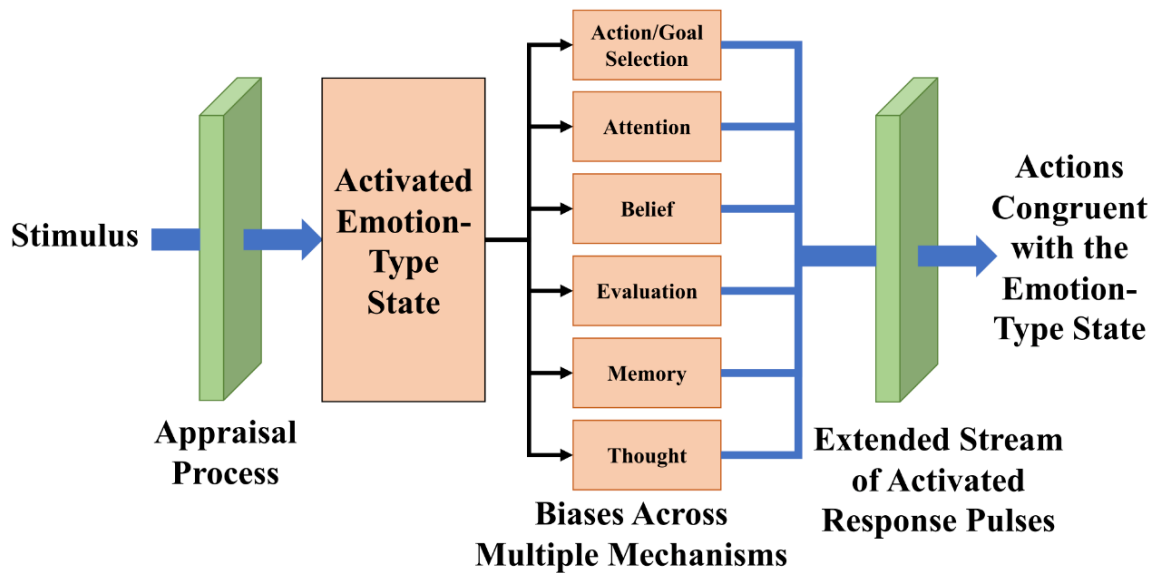 Stimulus
Appraisal
Process
Activated
Emotion-
Type
State
Action/Goal
Selection
Attention
Belief
Evaluation
Memory
Thought
Biases Across
Multiple Mechanisms
Extended Stream
of Activated
Response Pulses
Actions
Congruent
with the
Emotion-
Type State